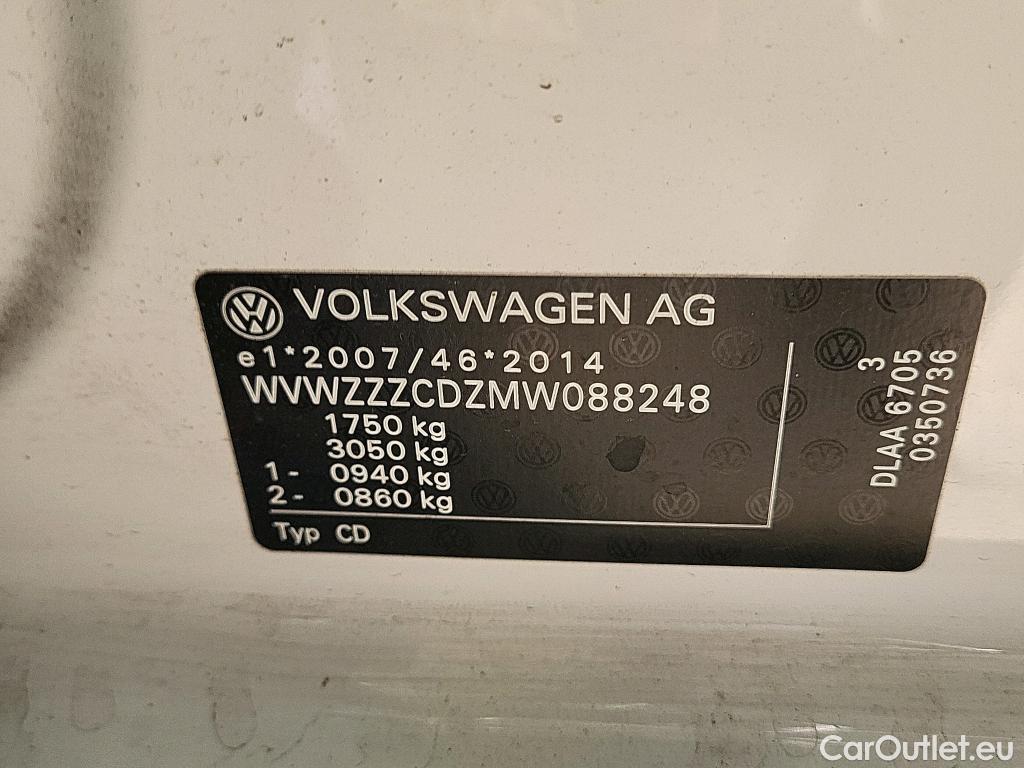 VOLKSWAGEN AG
e1*2007/46*2014
WVWZZZCDZMW088248
1750 kg
3050 kg
1- 0940 kg
2- 0860 kg
Typ CD
3
DLAA 6705
0350736
CarOutlet.eu